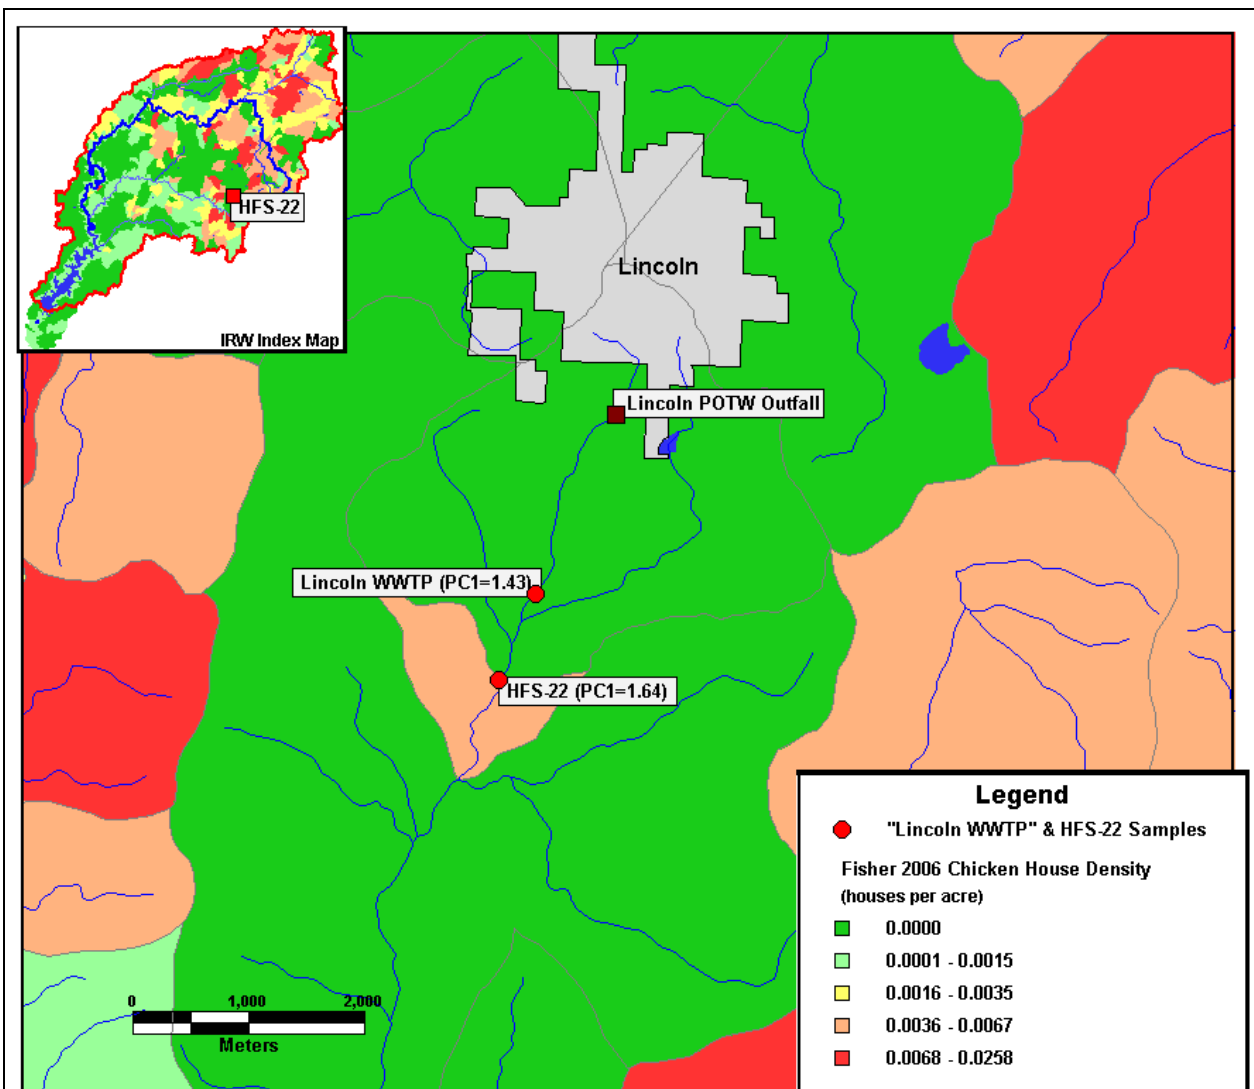 HFS-22
IRW Index Map
Lincoln
Lincoln POTW Outfall
Lincoln WWTP (PC1=1.43)
HFS-22 (PC1=1.64)
Legend
"Lincoln WWTP" & HFS-22 Samples
Fisher 2006 Chicken House Density
(houses per acre)
0.0000
0.0001 - 0.0015
0.0016 - 0.0035
0.0036 - 0.0067
0.0068 - 0.0258
0 1,000 2,000
Meters